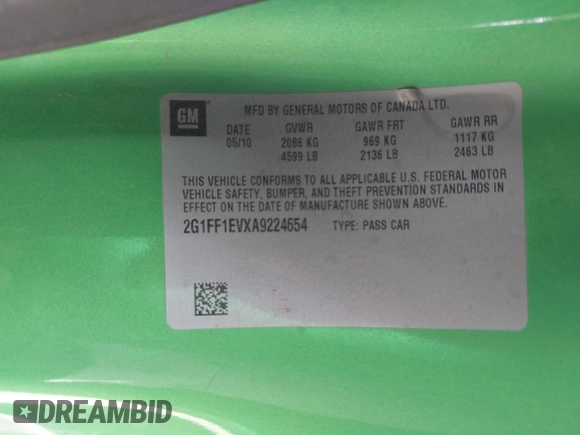 GM
MFD BY GENERAL MOTORS OF CANADA LTD.
DATE GVWR GAWR FRT GAWR RR
05/10 2086 KG 969 KG 1117 KG
4599 LB 2136 LB 2463 LB
THIS VEHICLE CONFORMS TO ALL APPLICABLE U.S. FEDERAL MOTOR
VEHICLE SAFETY, BUMPER, AND THEFT PREVENTION STANDARDS IN
EFFECT ON THE DATE OF MANUFACTURE SHOWN ABOVE.
2G1FF1EVXA9224654 TYPE: PASS CAR
DREAMBID